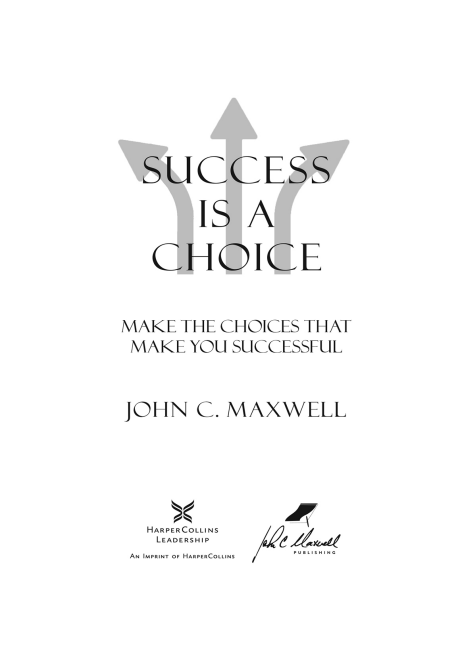 SUCCESS
IS A
CHOICE
MAKE THE CHOICES THAT
MAKE YOU SUCCESSFUL
JOHN C. MAXWELL
HARPERCOLLINS
LEADERSHIP
AN IMPRINT OF HARPERCOLLINS
John C. Maxwell
PUBLISHING